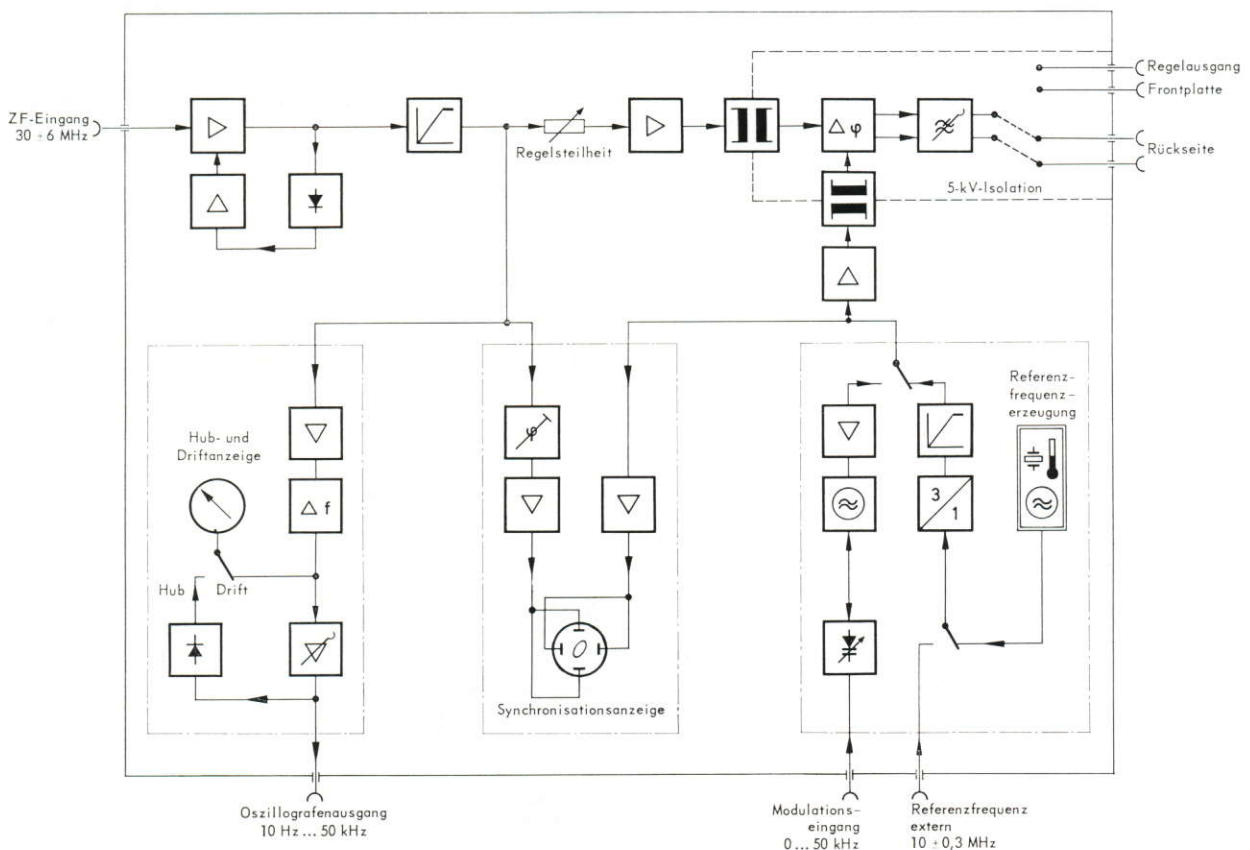 Regelausgang
Frontplatte
ZF-Eingang
30 ± 6 MHz
Regelsteilheit
Δφ
Rückseite
5-kV-Isolation
Referenz-
frequenz-
erzeugung
Hub- und
Driftanzeige
φ
Δ f
3
1
Hub
Drift
Synchronisationsanzeige
Oszillografenausgang
10 Hz ... 50 kHz
Modulations-
eingang
0 ... 50 kHz
Referenzfrequenz
extern
10 ± 0,3 MHz